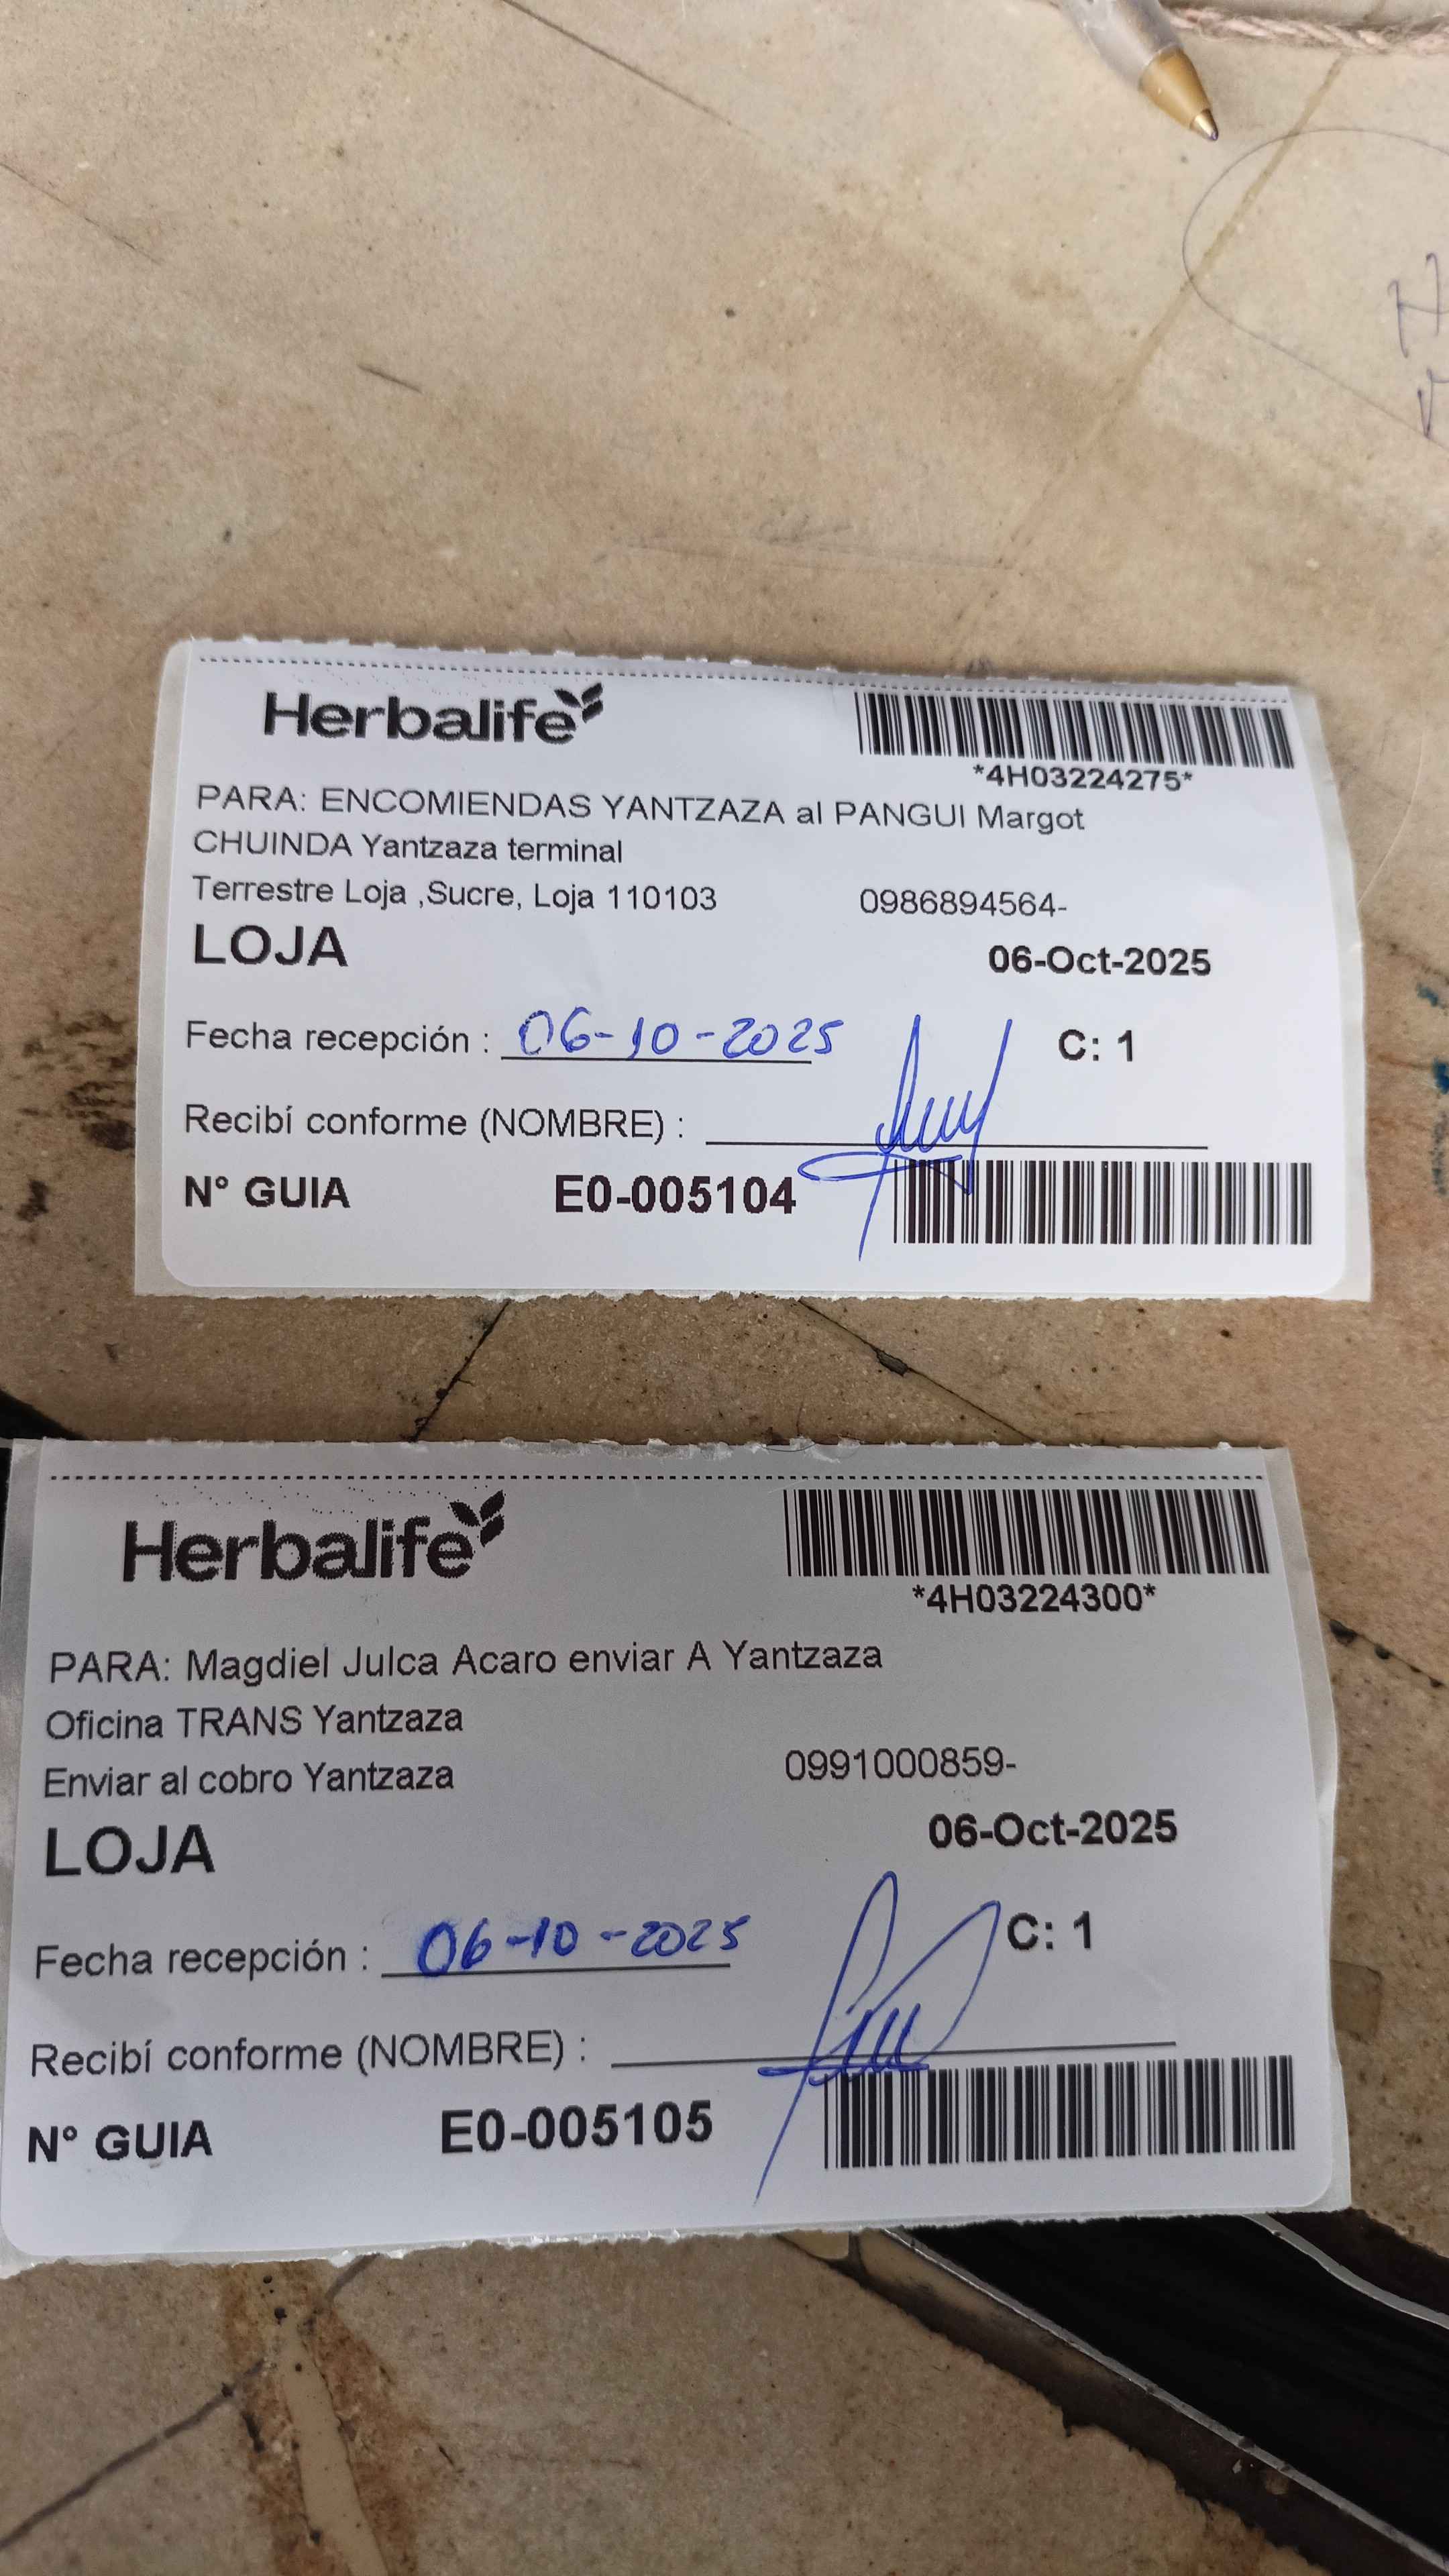 Herbalife
*4H03224275*
PARA: ENCOMIENDAS YANTZAZA al PANGUI Margot
CHUINDA Yantzaza terminal
Terrestre Loja ,Sucre, Loja 110103 0986894564-
LOJA 06-Oct-2025
Fecha recepción : 06-10-2025 C: 1
Recibí conforme (NOMBRE) :
N° GUIA E0-005104
Herbalife
*4H03224300*
PARA: Magdiel Julca Acaro enviar A Yantzaza
Oficina TRANS Yantzaza
Enviar al cobro Yantzaza 0991000859-
LOJA 06-Oct-2025
Fecha recepción : 06-10-2025 C: 1
Recibí conforme (NOMBRE) :
N° GUIA E0-005105